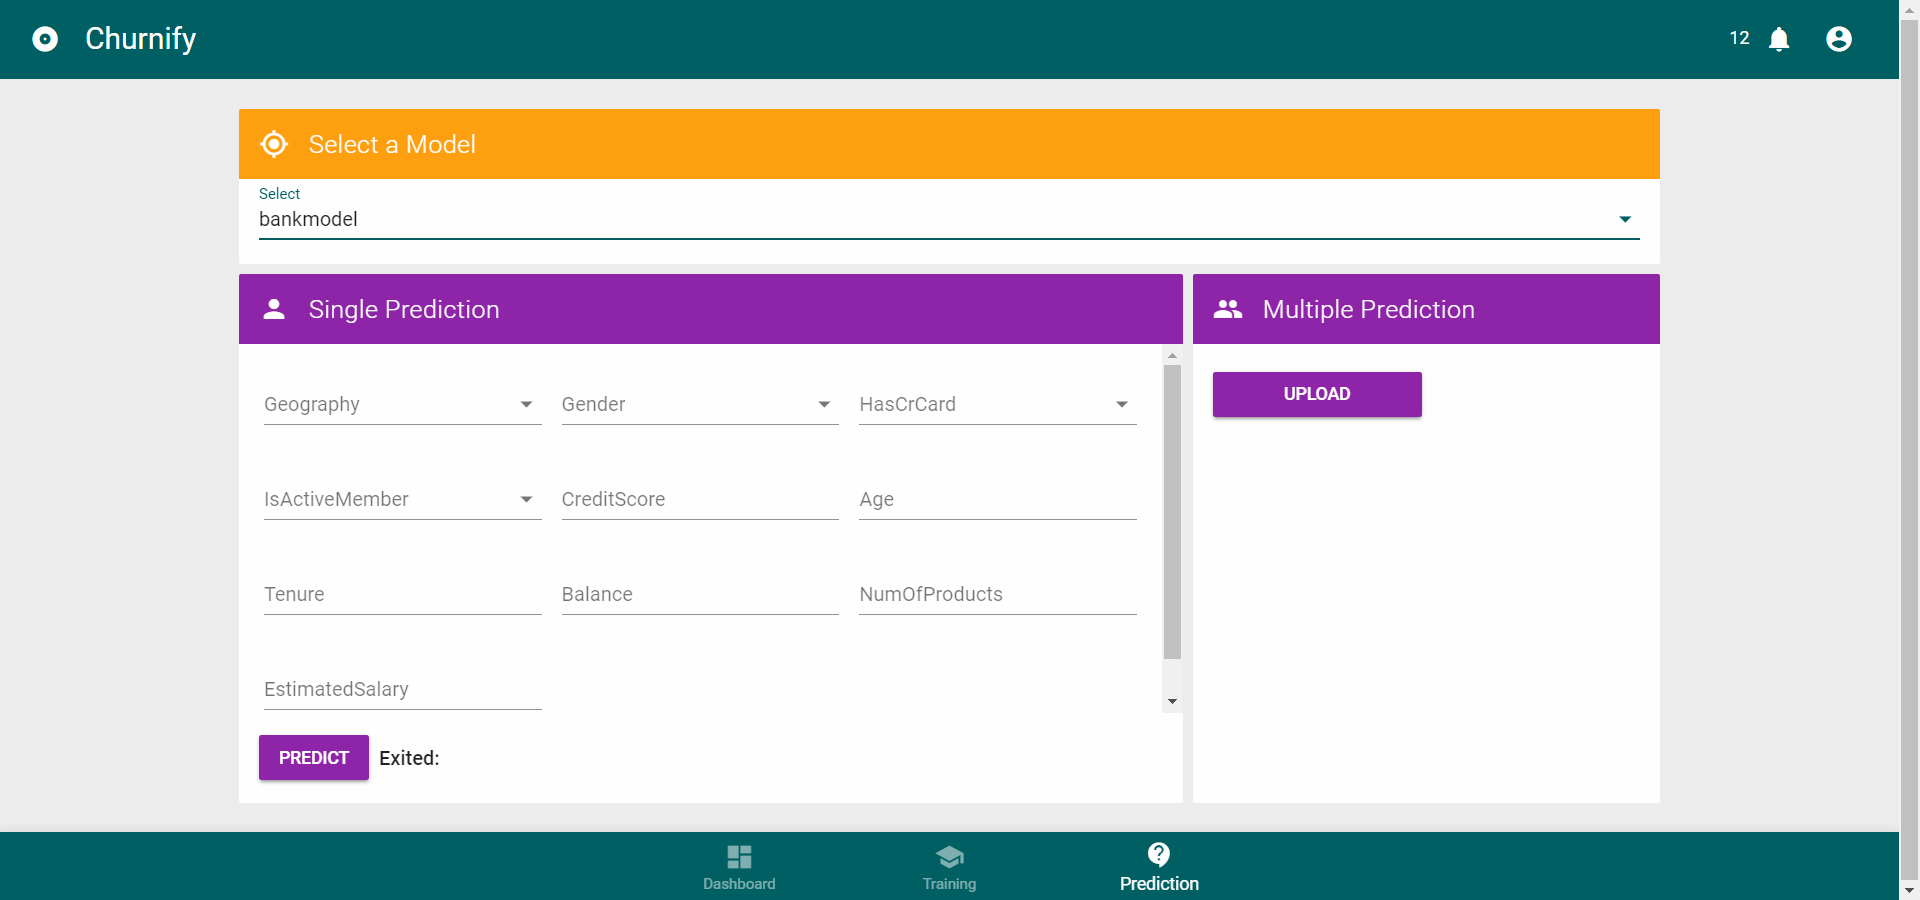 Churnify
12
Select a Model
Select
bankmodel
Single Prediction
Multiple Prediction
Geography
Gender
HasCrCard
UPLOAD
IsActiveMember
CreditScore
Age
Tenure
Balance
NumOfProducts
EstimatedSalary
PREDICT
Exited:
Dashboard
Training
Prediction